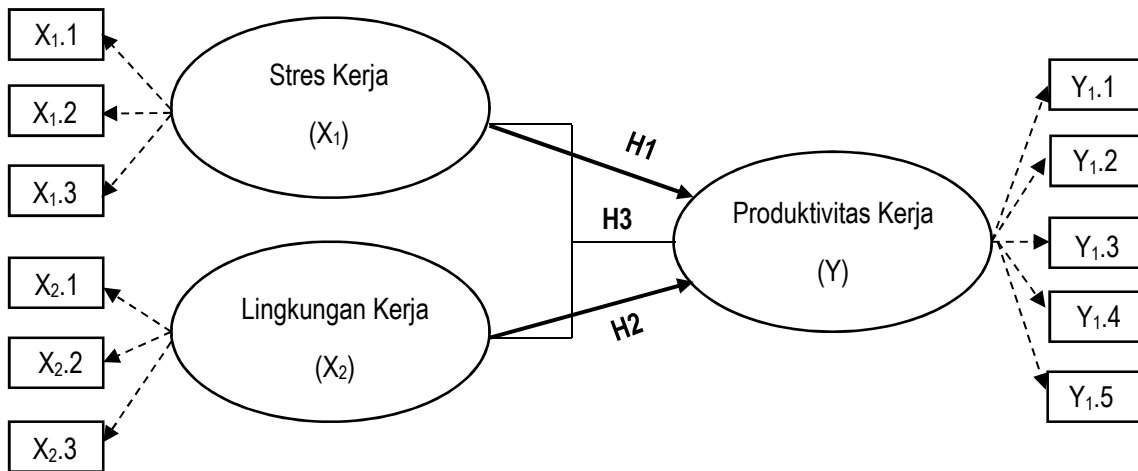 X₁.1
X₁.2
X₁.3
Stres Kerja
(X₁)
H1
H3
Produktivitas Kerja
(Y)
Y₁.1
Y₁.2
Y₁.3
Y₁.4
Y₁.5
X₂.1
X₂.2
X₂.3
Lingkungan Kerja
(X₂)
H2